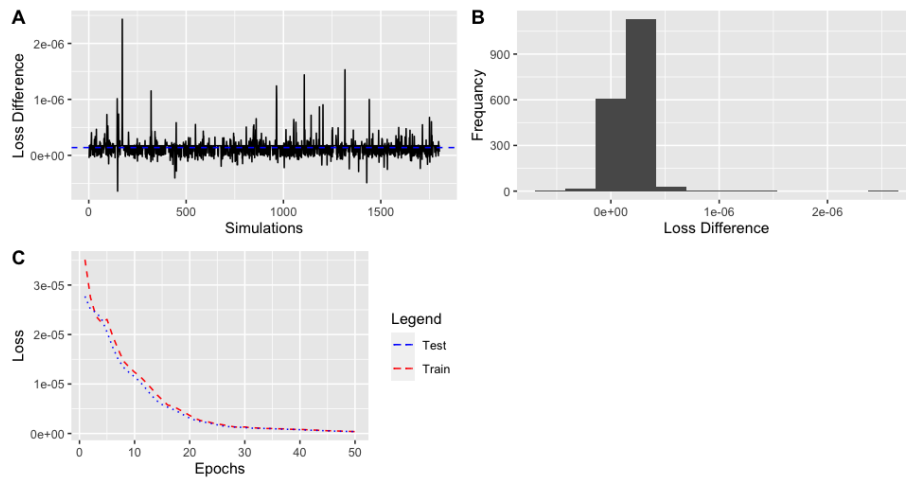 A
Loss Difference
2e-06
1e-06
0e+00
0
500
1000
1500
Simulations
B
Frequancy
900
600
300
0
0e+00
1e-06
2e-06
Loss Difference
C
Loss
3e-05
2e-05
1e-05
0e+00
0
10
20
30
40
50
Epochs
Legend
Test
Train